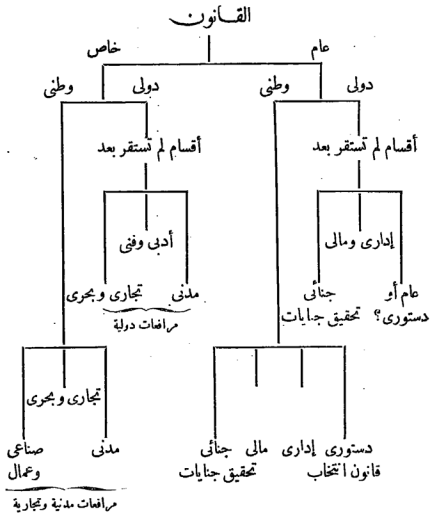 القانون
عام
خاص
دولى
وطنى
دولى
وطنى
أقسام لم تستقر بعد
أقسام لم تستقر بعد
إدارى ومالى
أدبى وفنى
عام أو
دستورى؟
جنائى
تحقيق جنايات
مدنى
تجارى وبحرى
مرافعات دولية
تجارى وبحرى
دستورى
قانون انتخاب
إدارى
مالى
جنائى
تحقيق جنايات
مدنى
صناعى
وعمال
مرافعات مدنية وتجارية